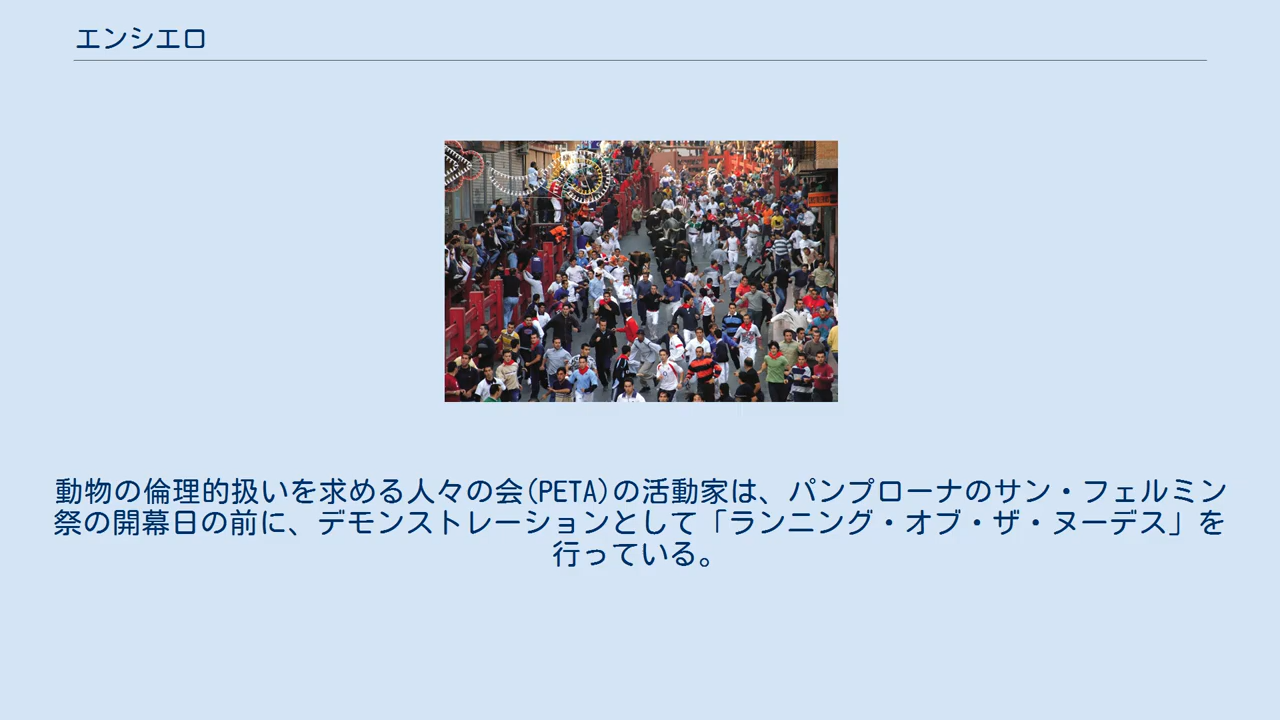 エンシエロ
動物の倫理的扱いを求める人々の会(PETA)の活動家は、パンプローナのサン・フェルミン
祭の開幕日の前に、デモンストレーションとして「ランニング・オブ・ザ・ヌーデス」を
行っている。